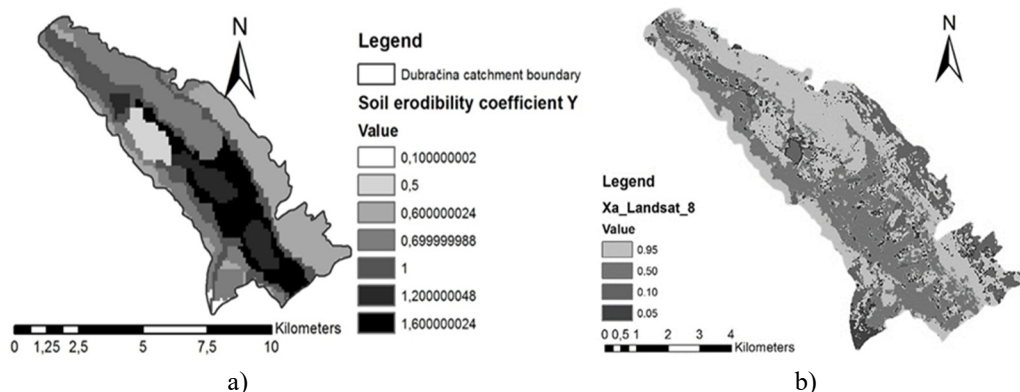 N
Legend
Dubračina catchment boundary
Soil erodibility coefficient Y
Value
0,100000002
0,5
0,600000024
0,699999988
1
1,200000048
1,600000024
Kilometers
0 1,25 2,5 5 7,5 10
a)
N
Legend
Xa_Landsat_8
Value
0.95
0.50
0.10
0.05
Kilometers
0 0,5 1 2 3 4
b)